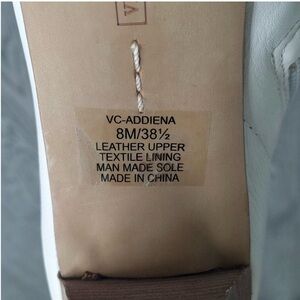 VC-ADDIENA
8M/38½
LEATHER UPPER
TEXTILE LINING
MAN MADE SOLE
MADE IN CHINA